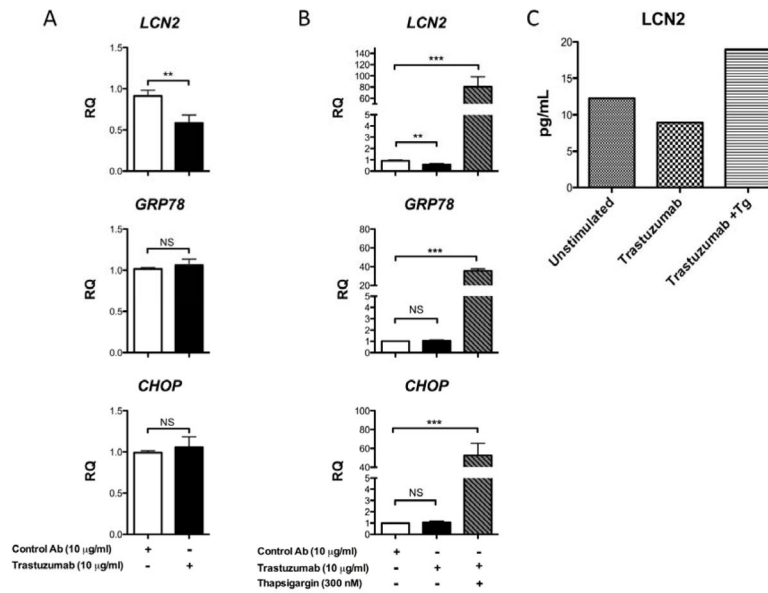 A
LCN2
RQ
1.5
1.0
0.5
0.0
**
GRP78
RQ
1.5
1.0
0.5
0.0
NS
CHOP
RQ
1.5
1.0
0.5
0.0
NS
Control Ab (10 µg/ml) + -
Trastuzumab (10 µg/ml) - +
B
LCN2
RQ
140
120
100
80
60
5
4
3
2
1
0
***
**
GRP78
RQ
80
60
40
20
5
4
3
2
1
0
***
NS
CHOP
RQ
100
80
60
40
20
5
4
3
2
1
0
***
NS
Control Ab (10 µg/ml) + - -
Trastuzumab (10 µg/ml) - + +
Thapsigargin (300 nM) - - +
C
LCN2
pg/mL
20
15
10
5
0
Unstimulated
Trastuzumab
Trastuzumab +Tg